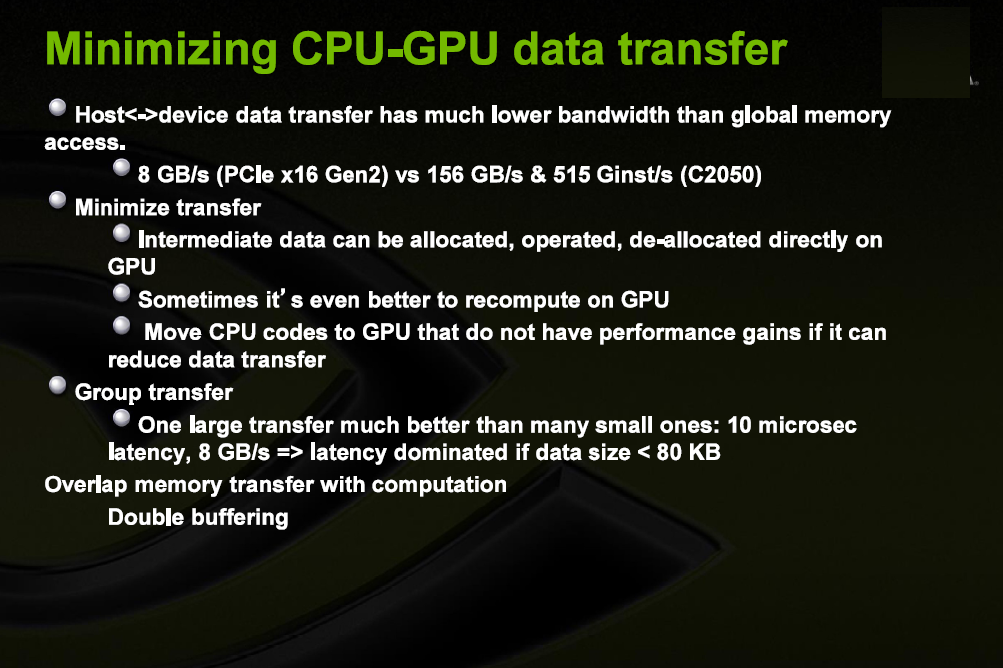 Minimizing CPU-GPU data transfer
Host<->device data transfer has much lower bandwidth than global memory
access.
8 GB/s (PCIe x16 Gen2) vs 156 GB/s & 515 Ginst/s (C2050)
Minimize transfer
Intermediate data can be allocated, operated, de-allocated directly on
GPU
Sometimes it’s even better to recompute on GPU
Move CPU codes to GPU that do not have performance gains if it can
reduce data transfer
Group transfer
One large transfer much better than many small ones: 10 microsec
latency, 8 GB/s => latency dominated if data size < 80 KB
Overlap memory transfer with computation
Double buffering